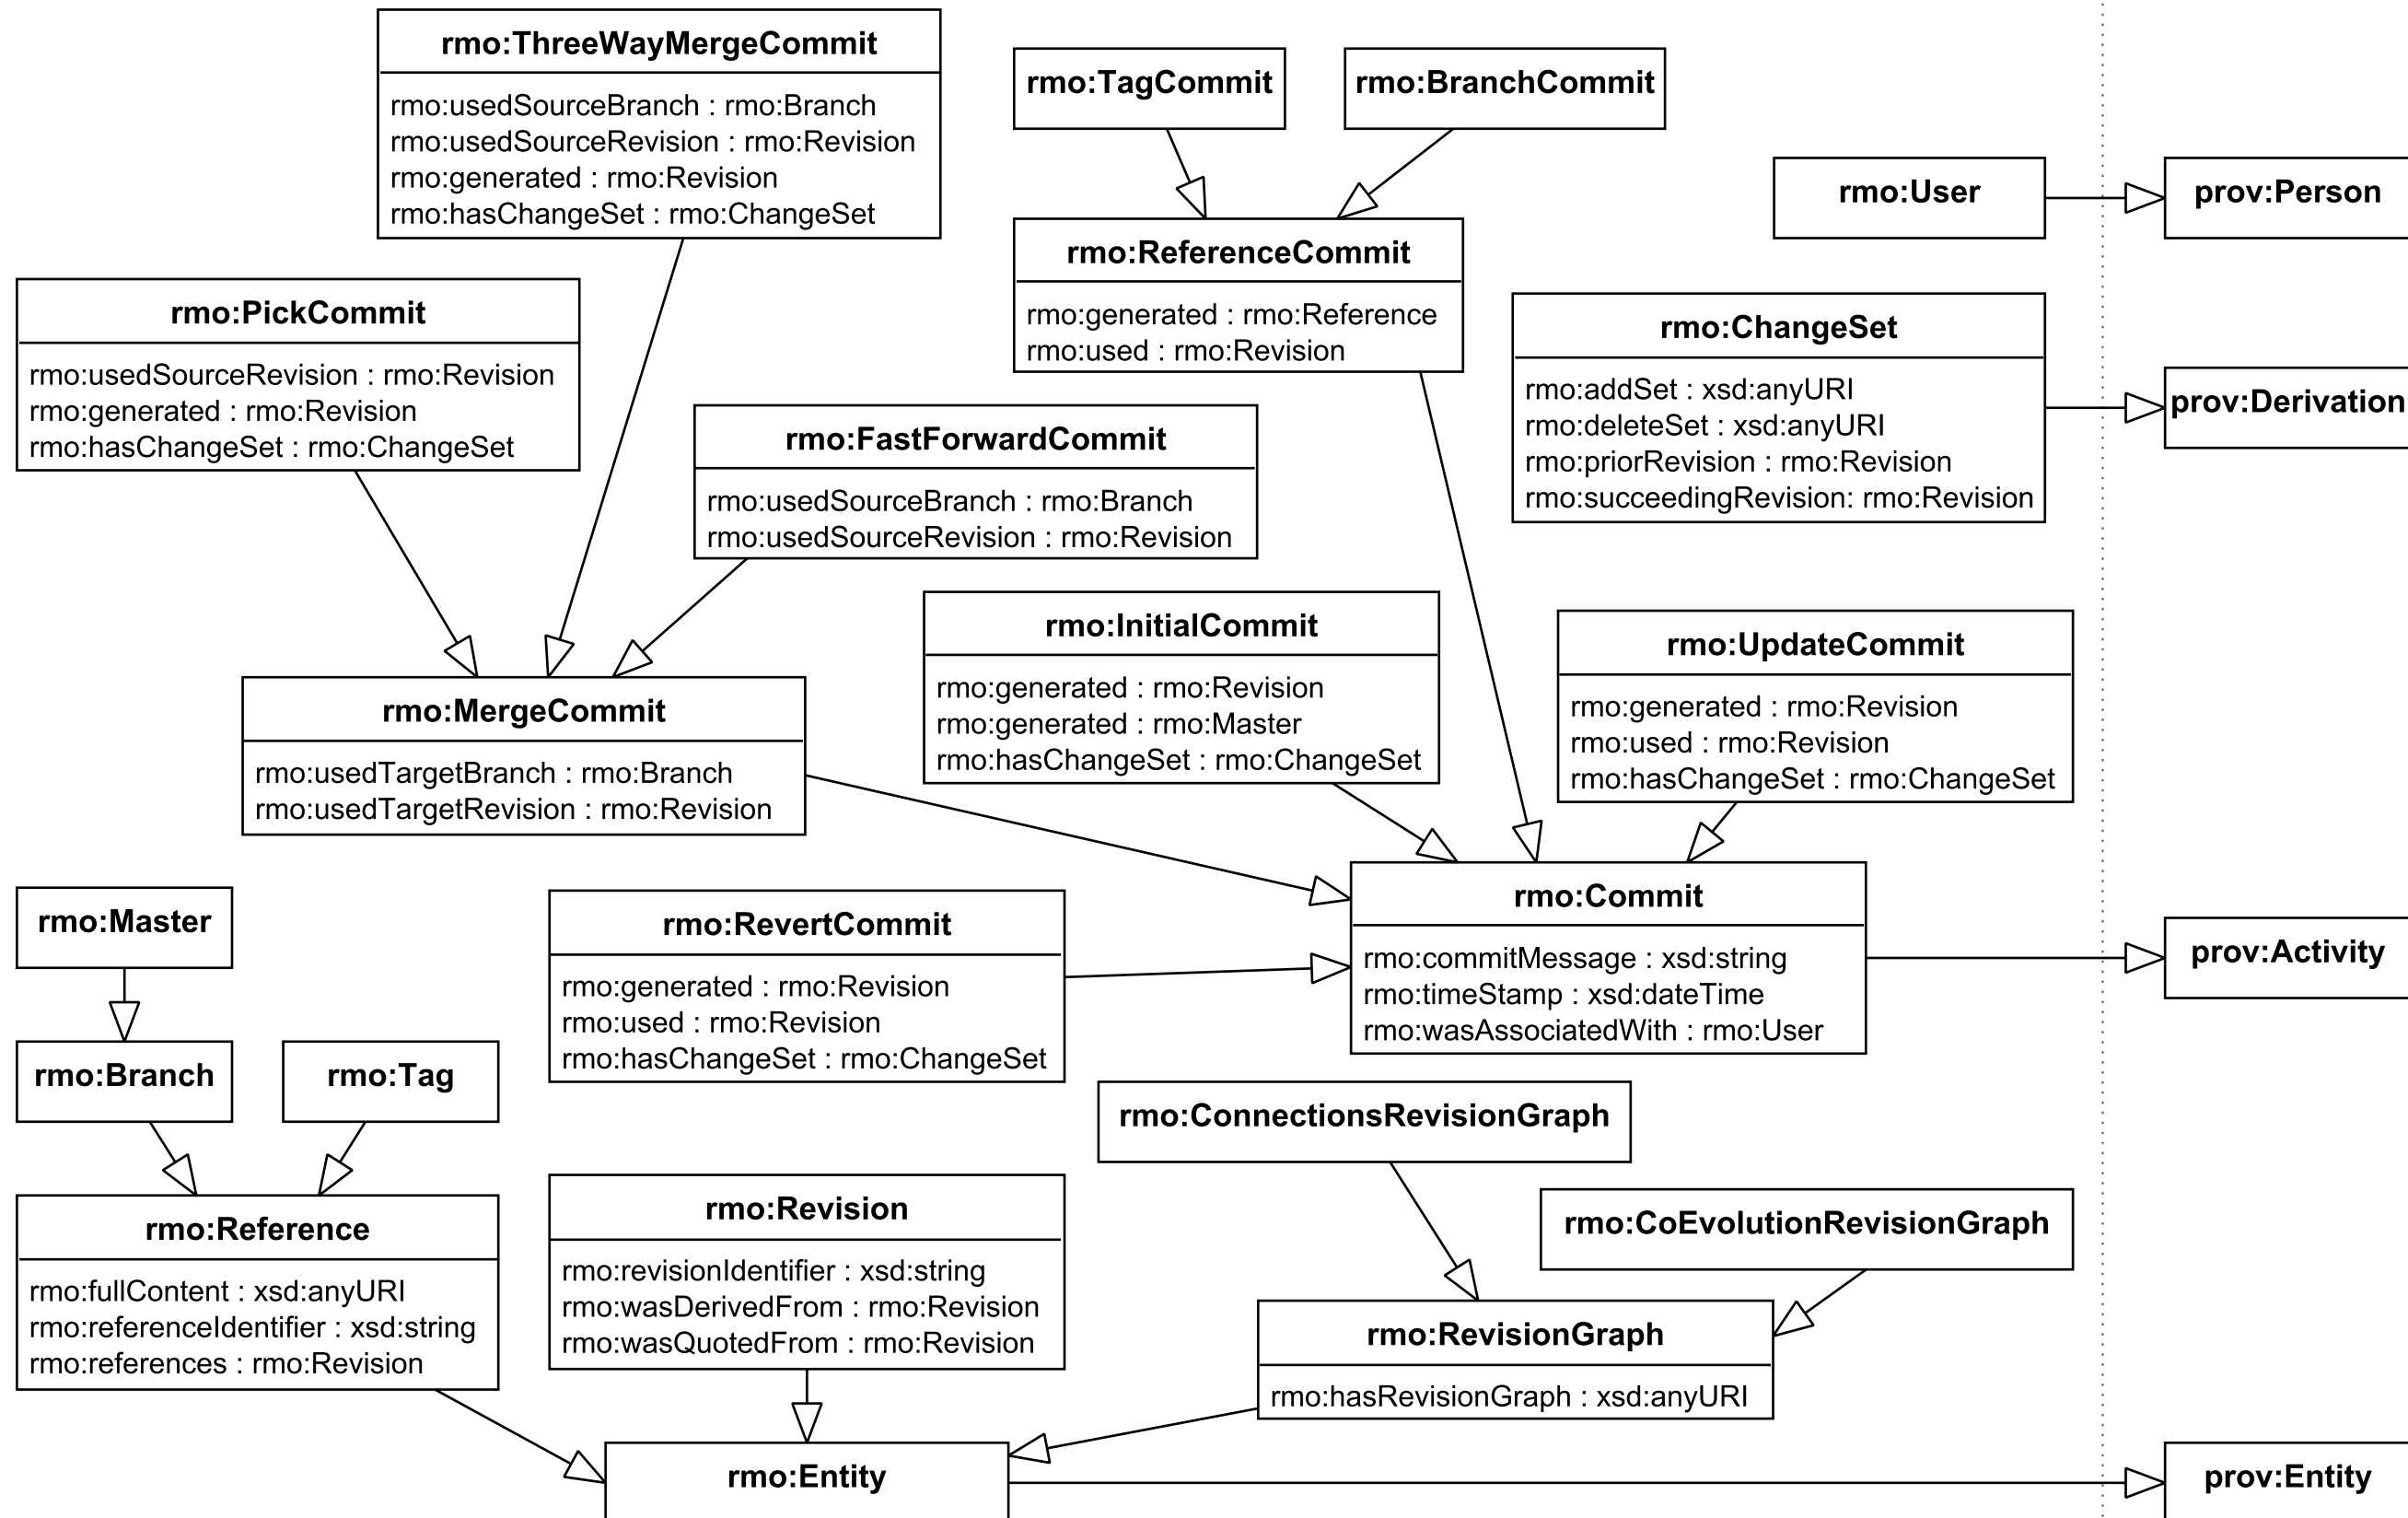 rmo:ThreeWayMergeCommit
rmo:usedSourceBranch : rmo:Branch
rmo:usedSourceRevision : rmo:Revision
rmo:generated : rmo:Revision
rmo:hasChangeSet : rmo:ChangeSet
rmo:TagCommit
rmo:BranchCommit
rmo:User
prov:Person
rmo:ReferenceCommit
rmo:generated : rmo:Reference
rmo:used : rmo:Revision
rmo:PickCommit
rmo:usedSourceRevision : rmo:Revision
rmo:generated : rmo:Revision
rmo:hasChangeSet : rmo:ChangeSet
rmo:ChangeSet
rmo:addSet : xsd:anyURI
rmo:deleteSet : xsd:anyURI
rmo:priorRevision : rmo:Revision
rmo:succeedingRevision: rmo:Revision
prov:Derivation
rmo:FastForwardCommit
rmo:usedSourceBranch : rmo:Branch
rmo:usedSourceRevision : rmo:Revision
rmo:InitialCommit
rmo:generated : rmo:Revision
rmo:generated : rmo:Master
rmo:hasChangeSet : rmo:ChangeSet
rmo:UpdateCommit
rmo:generated : rmo:Revision
rmo:used : rmo:Revision
rmo:hasChangeSet : rmo:ChangeSet
rmo:MergeCommit
rmo:usedTargetBranch : rmo:Branch
rmo:usedTargetRevision : rmo:Revision
rmo:Commit
rmo:commitMessage : xsd:string
rmo:timeStamp : xsd:dateTime
rmo:wasAssociatedWith : rmo:User
prov:Activity
rmo:Master
rmo:RevertCommit
rmo:generated : rmo:Revision
rmo:used : rmo:Revision
rmo:hasChangeSet : rmo:ChangeSet
rmo:Branch
rmo:Tag
rmo:ConnectionsRevisionGraph
rmo:CoEvolutionRevisionGraph
rmo:Reference
rmo:fullContent : xsd:anyURI
rmo:referenceIdentifier : xsd:string
rmo:references : rmo:Revision
rmo:Revision
rmo:revisionIdentifier : xsd:string
rmo:wasDerivedFrom : rmo:Revision
rmo:wasQuotedFrom : rmo:Revision
rmo:RevisionGraph
rmo:hasRevisionGraph : xsd:anyURI
rmo:Entity
prov:Entity